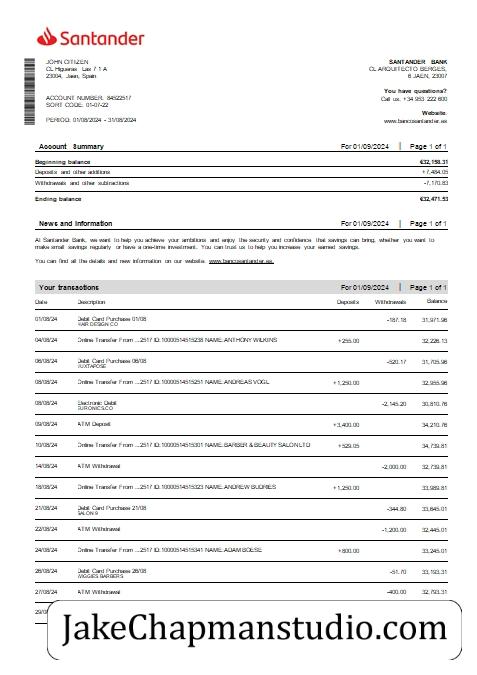 Santander
JOHN CITIZEN
CL Higueras Las 7 1 A
23004, Jaen, Spain
ACCOUNT NUMBER: 84522517
SORT CODE: 01-07-22
PERIOD: 01/08/2024 - 31/08/2024
SANTANDER BANK
CL ARQUITECTO BERGES,
6 JAEN, 23007
You have questions?
Call us, +34 953 222 600
Website.
www.bancosantander.es
Account Summary For 01/09/2024 | Page 1 of 1
Beginning balance €32,158.31
Deposits and other additions +7,484.05
Withdrawals and other subtractions -7,170.83
Ending balance €32,471.53
News and Information For 01/09/2024 | Page 1 of 1
At Santander Bank, we want to help you achieve your ambitions and enjoy the security and confidence that savings can bring, whether you want to
make small savings regularly or have a one-time investment. You can trust us to help you increase your earned savings.
You can find all the details and new information on our website. www.bancosantander.es.
Your transactions For 01/09/2024 | Page 1 of 1
Date Description Deposits Withdrawals Balance
01/08/24 Debit Card Purchase 01/08 -187.18 31,971.96
HAIR DESIGN CO
04/08/24 Online Transfer From ...2517 ID:10000514515238 NAME:ANTHONY WILKINS +255.00 32,226.13
06/08/24 Debit Card Purchase 06/08 -520.17 31,705.96
JUXTAPOSE
08/08/24 Online Transfer From ...2517 ID:10000514515251 NAME:ANDREAS VOGL +1,250.00 32,955.96
08/08/24 Electronic Debit -2,145.20 30,810.76
EURONICS.CO
09/08/24 ATM Deposit +3,400.00 34,210.76
10/08/24 Online Transfer From ...2517 ID:10000514515301 NAME:BARBER & BEAUTY SALON LTD +529.05 34,739.81
14/08/24 ATM Withdrawal -2,000.00 32,739.81
18/08/24 Online Transfer From ...2517 ID:10000514515323 NAME:ANDREW BUDRIES +1,250.00 33,989.81
21/08/24 Debit Card Purchase 21/08 -344.80 33,645.01
SALON 9
22/08/24 ATM Withdrawal -1,200.00 32,445.01
24/08/24 Online Transfer From ...2517 ID:10000514515341 NAME:ADAM BOESE +800.00 33,245.01
26/08/24 Debit Card Purchase 26/08 -51.70 33,193.31
WIGGIES BARBERS
27/08/24 ATM Withdrawal -400.00 32,793.31
JakeChapmanstudio.com